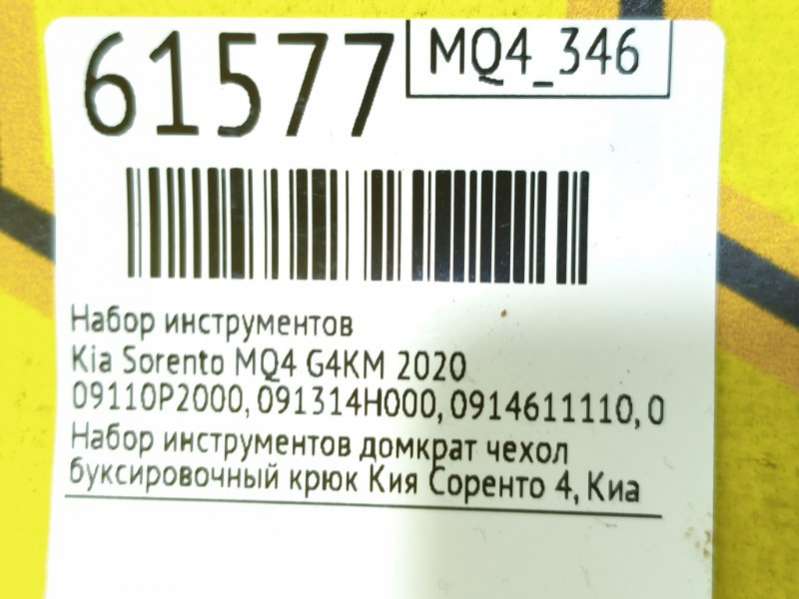 61577
MQ4_346
Набор инструментов
Kia Sorento MQ4 G4KM 2020
09110P2000, 091314H000, 0914611110, 0
Набор инструментов домкрат чехол
буксировочный крюк Кия Соренто 4, Киа